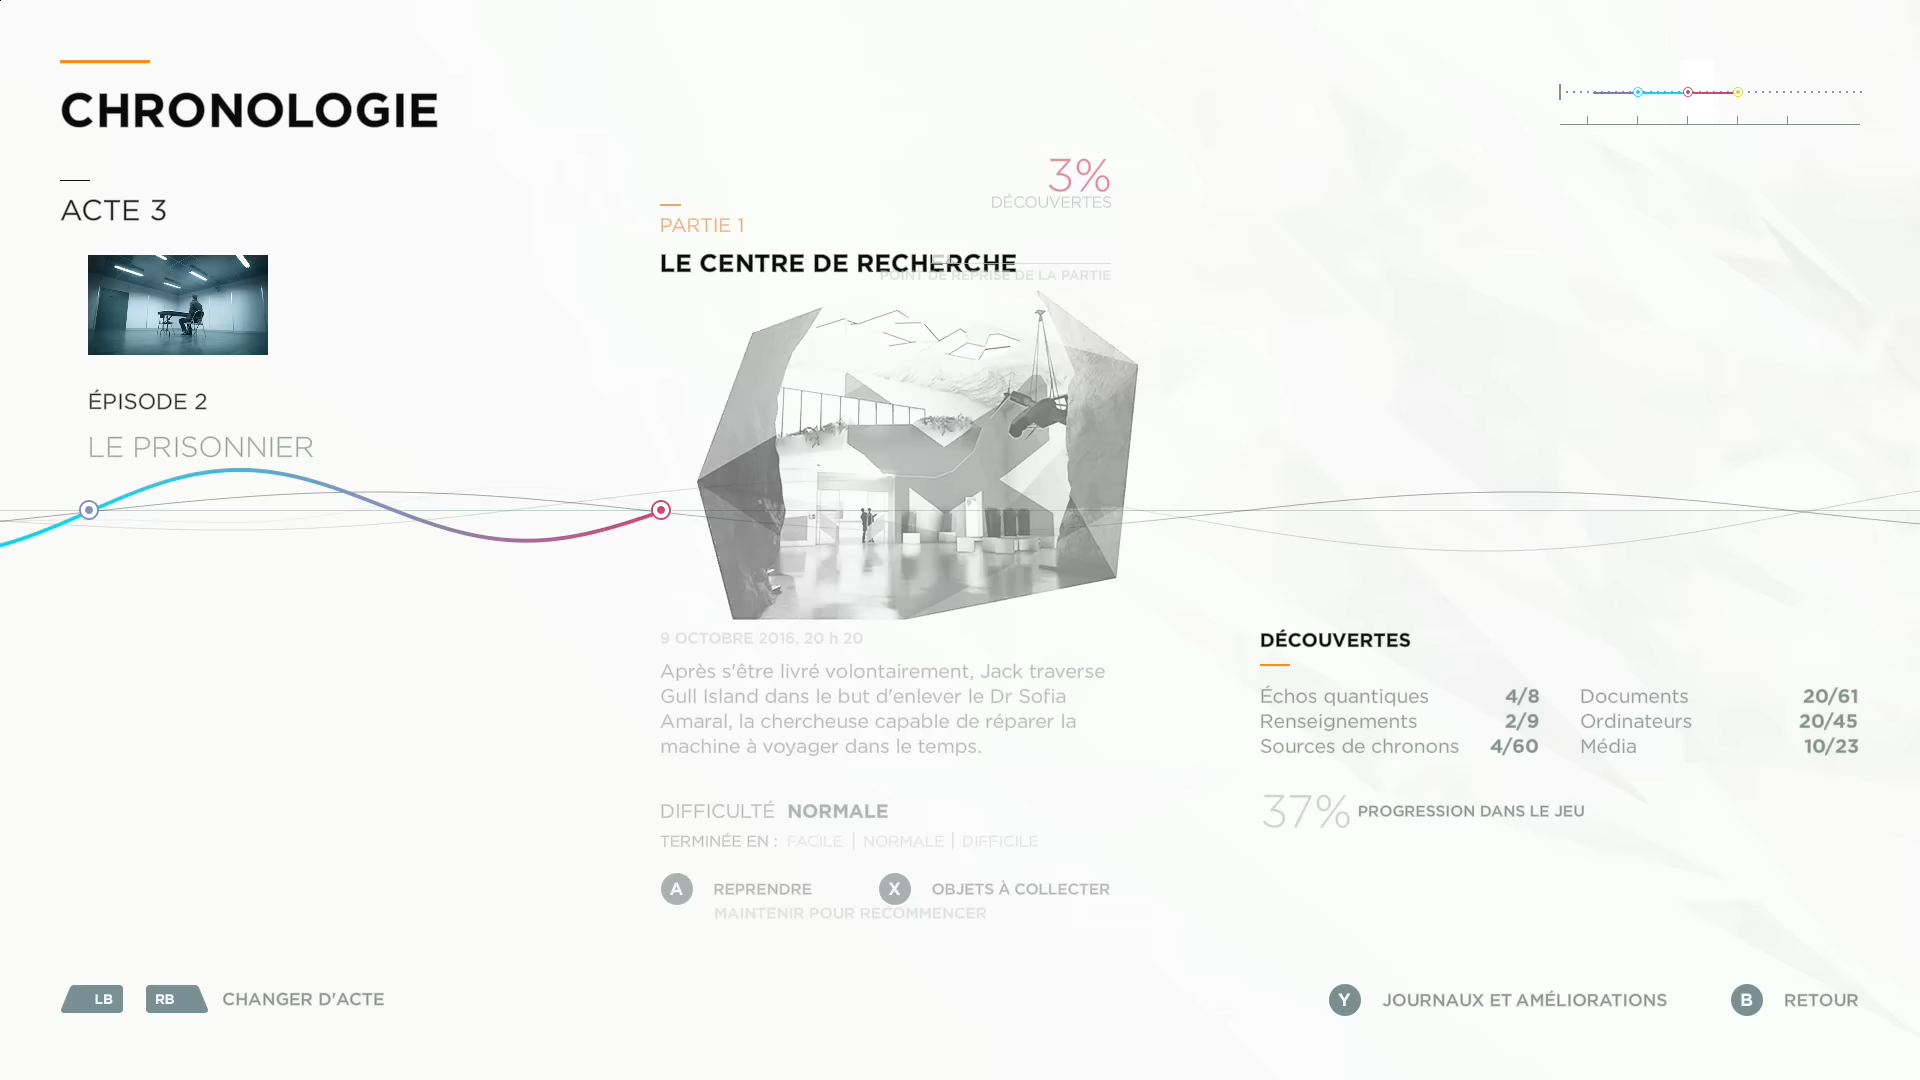 CHRONOLOGIE
ACTE 3
ÉPISODE 2
LE PRISONNIER
3%
DÉCOUVERTES
PARTIE 1
LE CENTRE DE RECHERCHE
POINT DE REPRISE DE LA PARTIE
9 OCTOBRE 2016, 20 h 20
Après s'être livré volontairement, Jack traverse
Gull Island dans le but d'enlever le Dr Sofia
Amaral, la chercheuse capable de réparer la
machine à voyager dans le temps.
DIFFICULTÉ NORMALE
TERMINÉE EN : FACILE | NORMALE | DIFFICILE
A REPRENDRE X OBJETS À COLLECTER
MAINTENIR POUR RECOMMENCER
DÉCOUVERTES
Échos quantiques 4/8 Documents 20/61
Renseignements 2/9 Ordinateurs 20/45
Sources de chronons 4/60 Média 10/23
37% PROGRESSION DANS LE JEU
LB RB CHANGER D'ACTE
Y JOURNAUX ET AMÉLIORATIONS B RETOUR